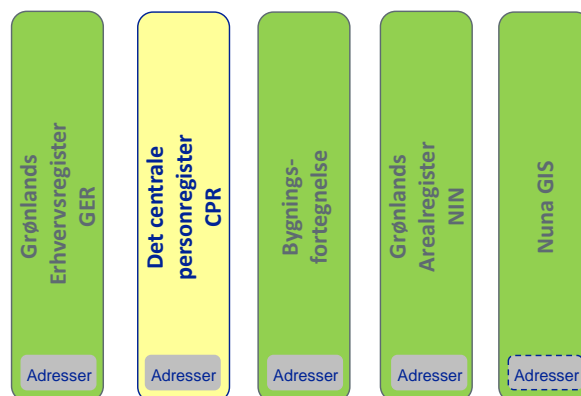 Grønlands
Erhvervsregister
GER
Adresser
Det centrale
personregister
CPR
Adresser
Bygnings-
fortegnelse
Adresser
Grønlands
Arealregister
NIN
Adresser
Nuna GIS
Adresser